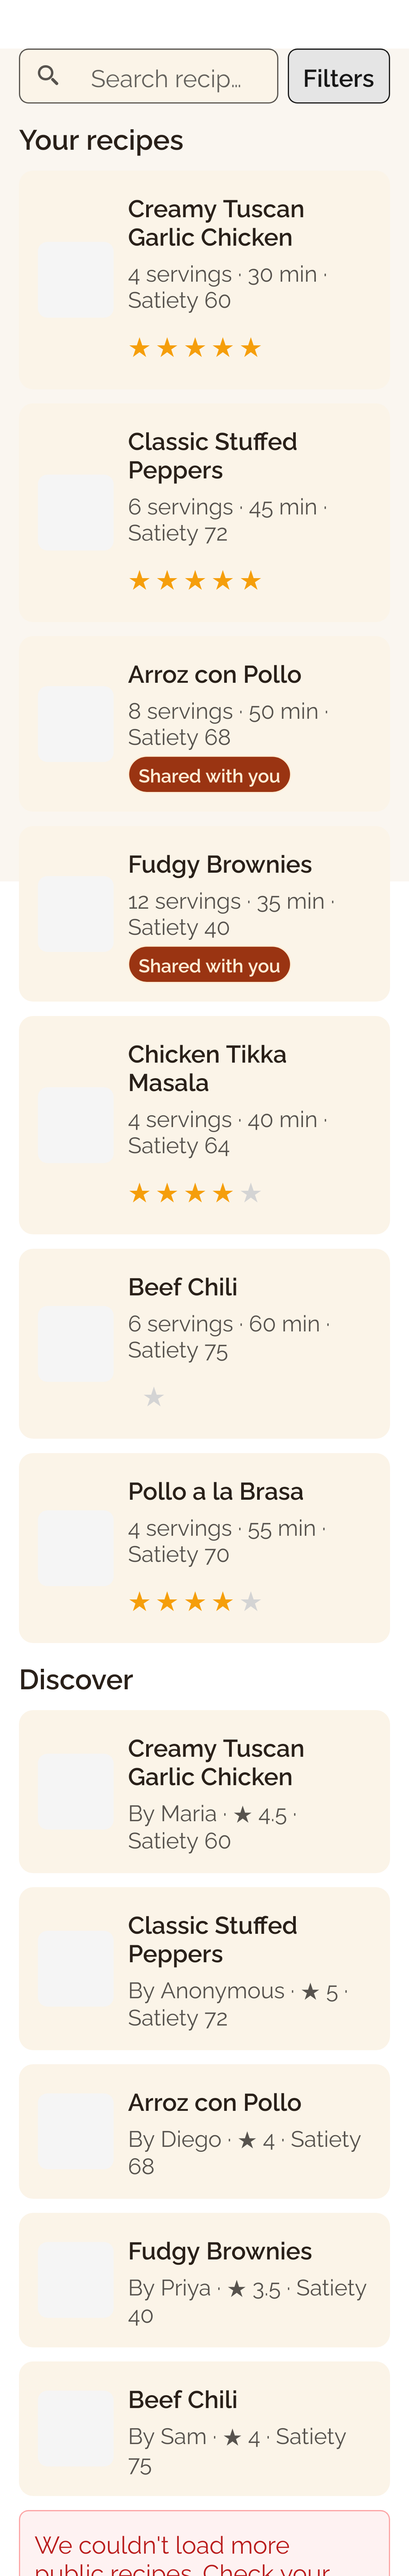 Search recip...
Filters
Your recipes
Creamy Tuscan
Garlic Chicken
4 servings · 30 min ·
Satiety 60
★ ★ ★ ★ ★
Classic Stuffed
Peppers
6 servings · 45 min ·
Satiety 72
★ ★ ★ ★ ★
Arroz con Pollo
8 servings · 50 min ·
Satiety 68
Shared with you
Fudgy Brownies
12 servings · 35 min ·
Satiety 40
Shared with you
Chicken Tikka
Masala
4 servings · 40 min ·
Satiety 64
★ ★ ★ ★ ★
Beef Chili
6 servings · 60 min ·
Satiety 75
★
Pollo a la Brasa
4 servings · 55 min ·
Satiety 70
★ ★ ★ ★ ★
Discover
Creamy Tuscan
Garlic Chicken
By Maria · ★ 4.5 ·
Satiety 60
Classic Stuffed
Peppers
By Anonymous · ★ 5 ·
Satiety 72
Arroz con Pollo
By Diego · ★ 4 · Satiety
68
Fudgy Brownies
By Priya · ★ 3.5 · Satiety
40
Beef Chili
By Sam · ★ 4 · Satiety
75
We couldn't load more
public recipes. Check your